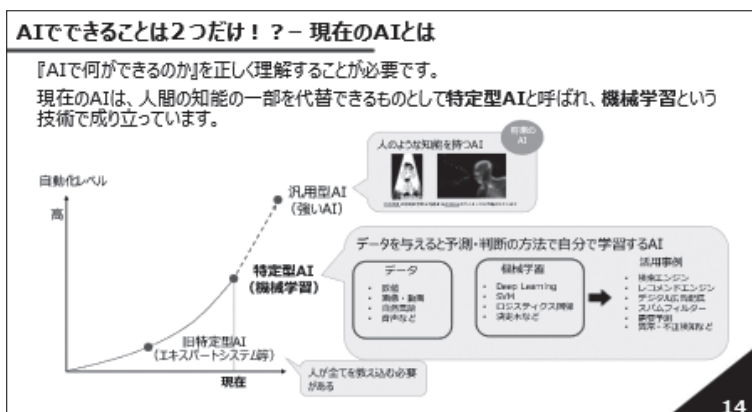 AIでできることは２つだけ！？− 現在のAIとは
『AIで何ができるのか』を正しく理解することが必要です。
現在のAIは、人間の知能の一部を代替できるものとして特定型AIと呼ばれ、機械学習という
技術で成り立っています。
人のような知能を持つAI
将来の
AI
自動化レベル
高
汎用型AI
（強いAI）
データを与えると予測・判断の方法で自分で学習するAI
特定型AI
（機械学習）
データ
• 数値
• 画像・動画
• 自然言語
• 音声など
機械学習
• Deep Learning
• SVM
• ロジスティクス回帰
• 決定木など
活用事例
• 検索エンジン
• レコメンドエンジン
• デジタル広告配信
• スパムフィルター
• 需要予測
• 異常・不正検知など
旧特定型AI
（エキスパートシステム等）
現在
人が全てを教え込む必要
がある
14